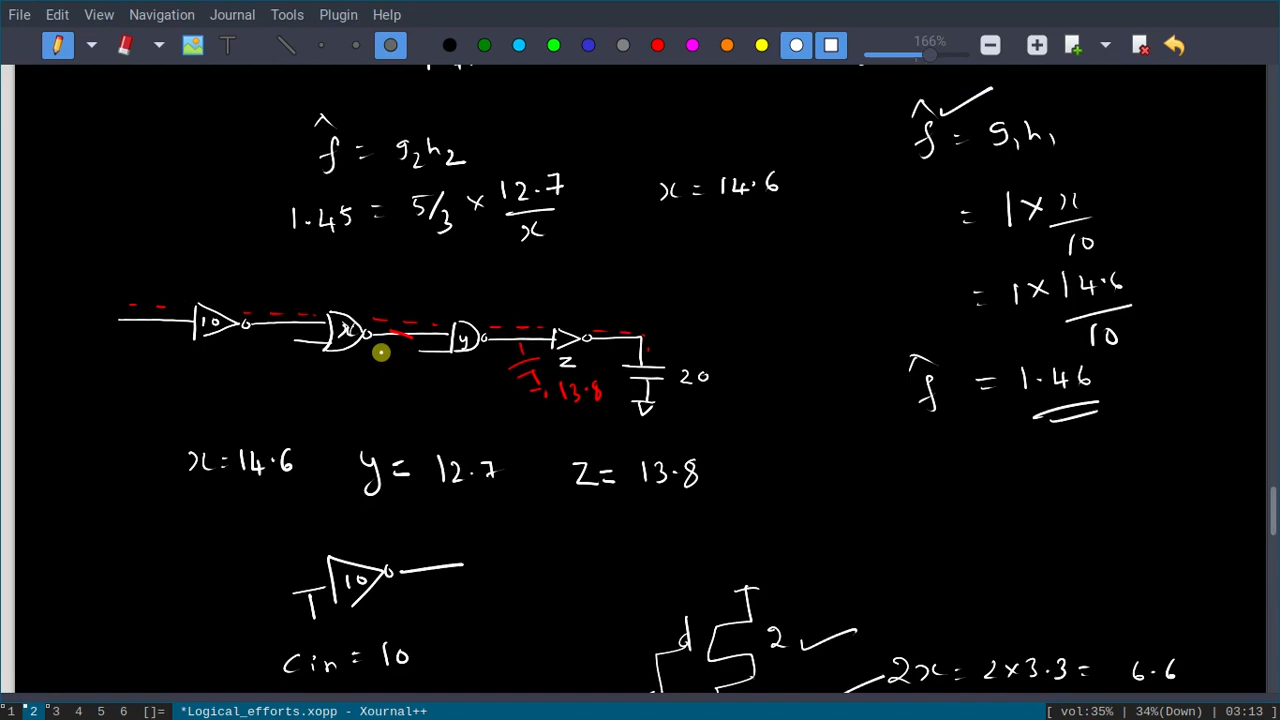 File Edit View Navigation Journal Tools Plugin Help
T
166%
f̂ = g₂h₂
1.45 = 5/3 × 12.7/x
x = 14.6
f̂ = g₁h₁
= 1 × x/10
= 1 × 14.6/10
f̂ = 1.46
10 x y z 20
13.8
x = 14.6 y = 12.7 z = 13.8
10
Cin = 10
d 2
2x = 2×3.3 = 6.6
1 2 3 4 5 6 []= *Logical_efforts.xopp - Xournal++ [ vol:35% | 34%(Down) | 03:13 ]